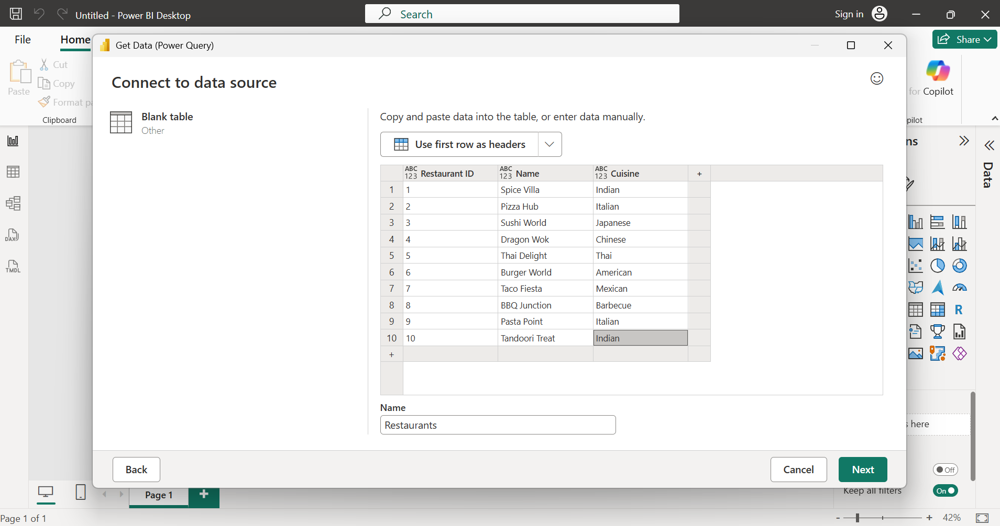 Untitled - Power BI Desktop
Search
Sign in
File
Home
Share
Get Data (Power Query)
Cut
Copy
Paste
Format pa
Clipboard
for Copilot
pilot
Connect to data source
Blank table
Other
Copy and paste data into the table, or enter data manually.
Use first row as headers
ABC 123 Restaurant ID ABC 123 Name ABC 123 Cuisine +
1 1 Spice Villa Indian
2 2 Pizza Hub Italian
3 3 Sushi World Japanese
4 4 Dragon Wok Chinese
5 5 Thai Delight Thai
6 6 Burger World American
7 7 Taco Fiesta Mexican
8 8 BBQ Junction Barbecue
9 9 Pasta Point Italian
10 10 Tandoori Treat Indian
+
Name
Restaurants
Back
Cancel
Next
DAX
TMDL
ns
Data
R
s here
Off
Keep all filters
On
Page 1
+
Page 1 of 1
- + 42%